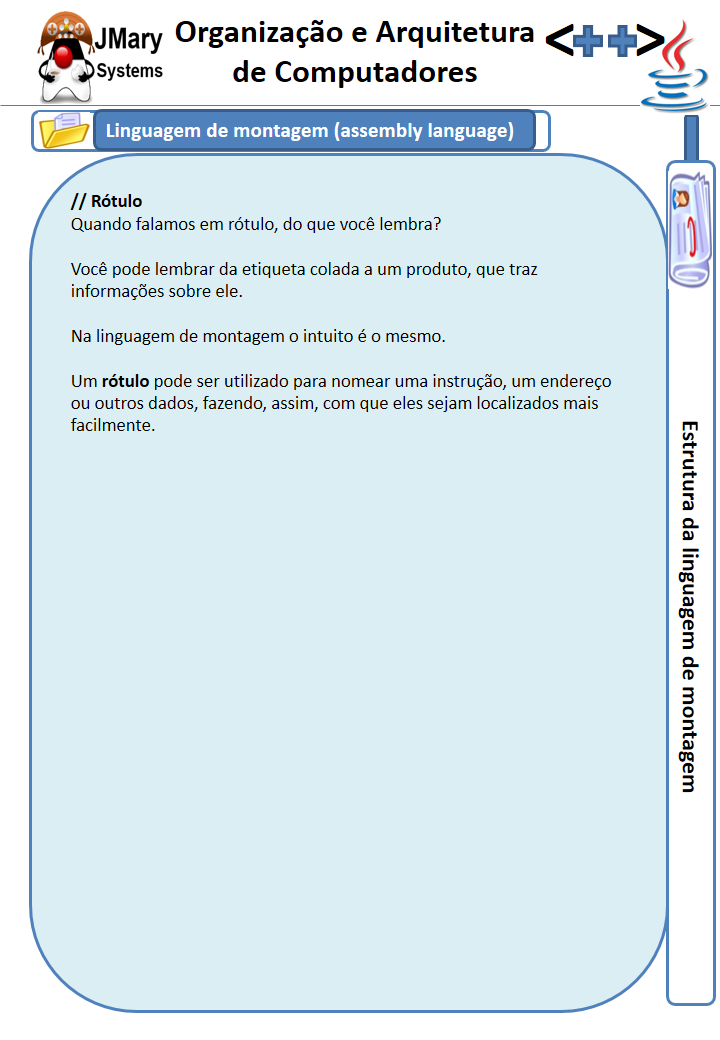 JMary
Systems
Organização e Arquitetura
de Computadores
<++>
Linguagem de montagem (assembly language)
// Rótulo
Quando falamos em rótulo, do que você lembra?
Você pode lembrar da etiqueta colada a um produto, que traz
informações sobre ele.
Na linguagem de montagem o intuito é o mesmo.
Um rótulo pode ser utilizado para nomear uma instrução, um endereço
ou outros dados, fazendo, assim, com que eles sejam localizados mais
facilmente.
Estrutura da linguagem de montagem